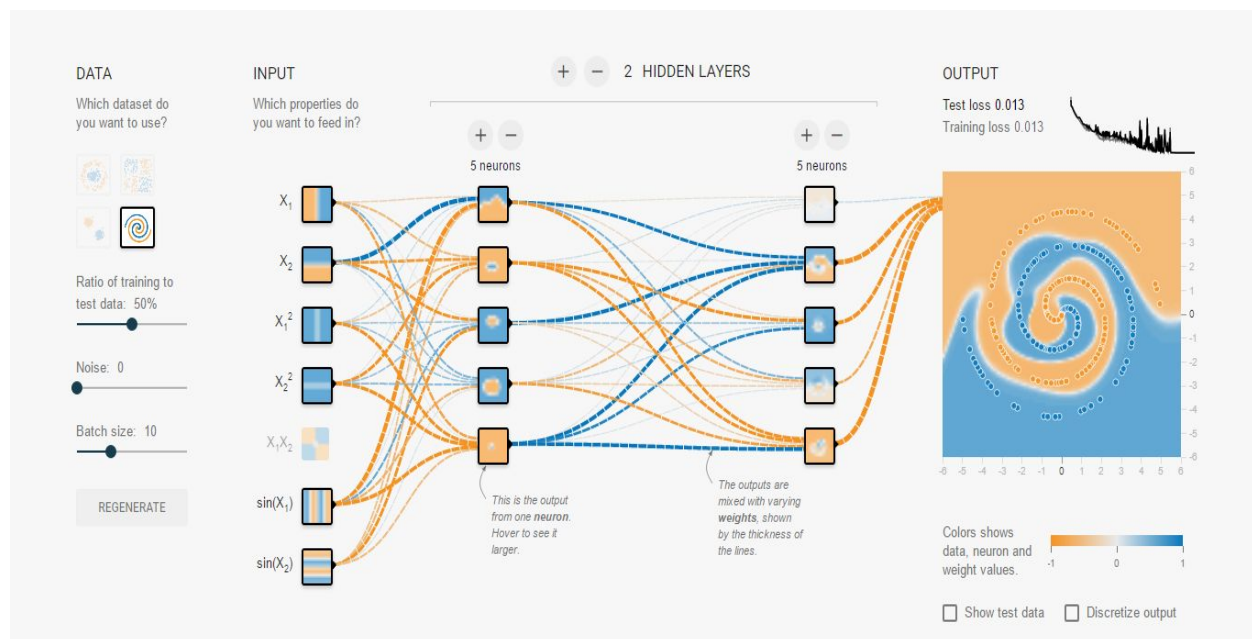 DATA
Which dataset do
you want to use?
Ratio of training to
test data: 50%
Noise: 0
Batch size: 10
REGENERATE
INPUT
Which properties do
you want to feed in?
X₁
X₂
X₁²
X₂²
X₁X₂
sin(X₁)
sin(X₂)
+ − 2 HIDDEN LAYERS
+ −
5 neurons
+ −
5 neurons
This is the output
from one neuron.
Hover to see it
larger.
The outputs are
mixed with varying
weights, shown
by the thickness of
the lines.
OUTPUT
Test loss 0.013
Training loss 0.013
6
5
4
3
2
1
0
-1
-2
-3
-4
-5
-6
-6 -5 -4 -3 -2 -1 0 1 2 3 4 5 6
Colors shows
data, neuron and
weight values.
-1 0 1
Show test data Discretize output